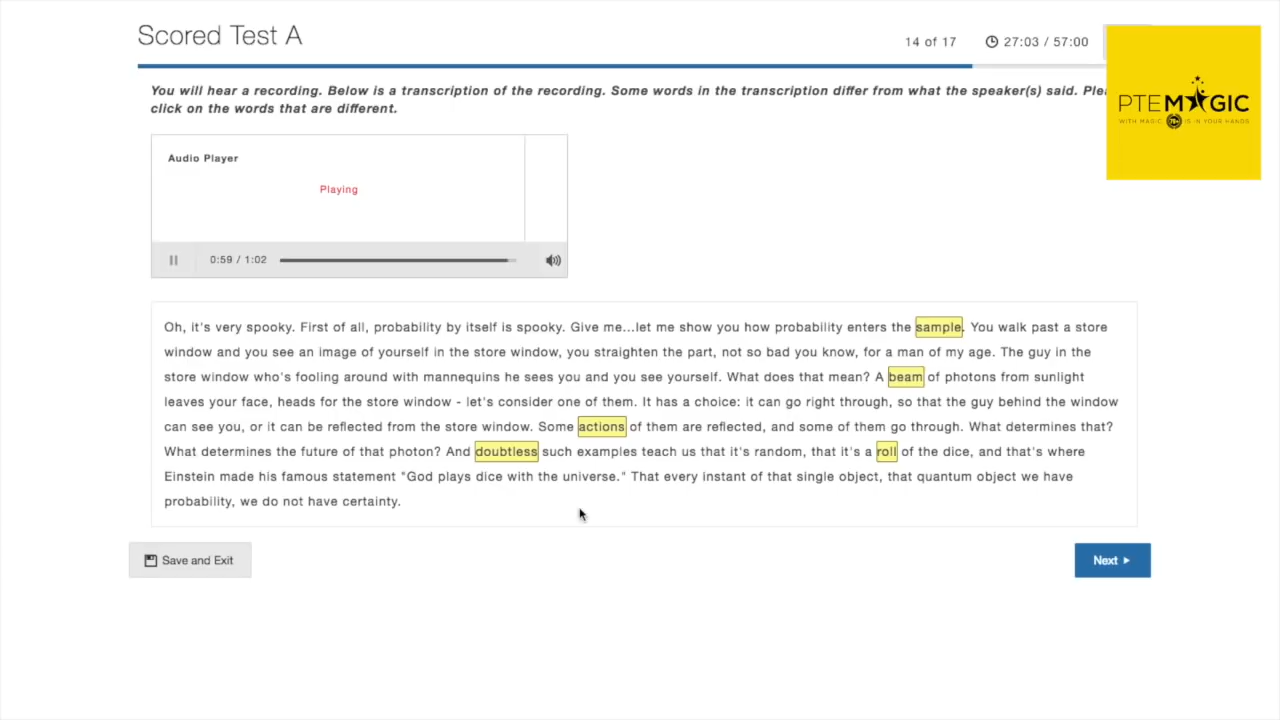 Scored Test A
14 of 17
27:03 / 57:00
You will hear a recording. Below is a transcription of the recording. Some words in the transcription differ from what the speaker(s) said.
click on the words that are different.
PTEMAGIC
WITH MAGIC 79+ IS IN YOUR HANDS
Audio Player
Playing
0:59 / 1:02
Oh, it's very spooky. First of all, probability by itself is spooky. Give me...let me show you how probability enters the sample. You walk past a store
window and you see an image of yourself in the store window, you straighten the part, not so bad you know, for a man of my age. The guy in the
store window who's fooling around with mannequins he sees you and you see yourself. What does that mean? A beam of photons from sunlight
leaves your face, heads for the store window - let's consider one of them. It has a choice: it can go right through, so that the guy behind the window
can see you, or it can be reflected from the store window. Some actions of them are reflected, and some of them go through. What determines that?
What determines the future of that photon? And doubtless such examples teach us that it's random, that it's a roll of the dice, and that's where
Einstein made his famous statement "God plays dice with the universe." That every instant of that single object, that quantum object we have
probability, we do not have certainty.
Save and Exit
Next